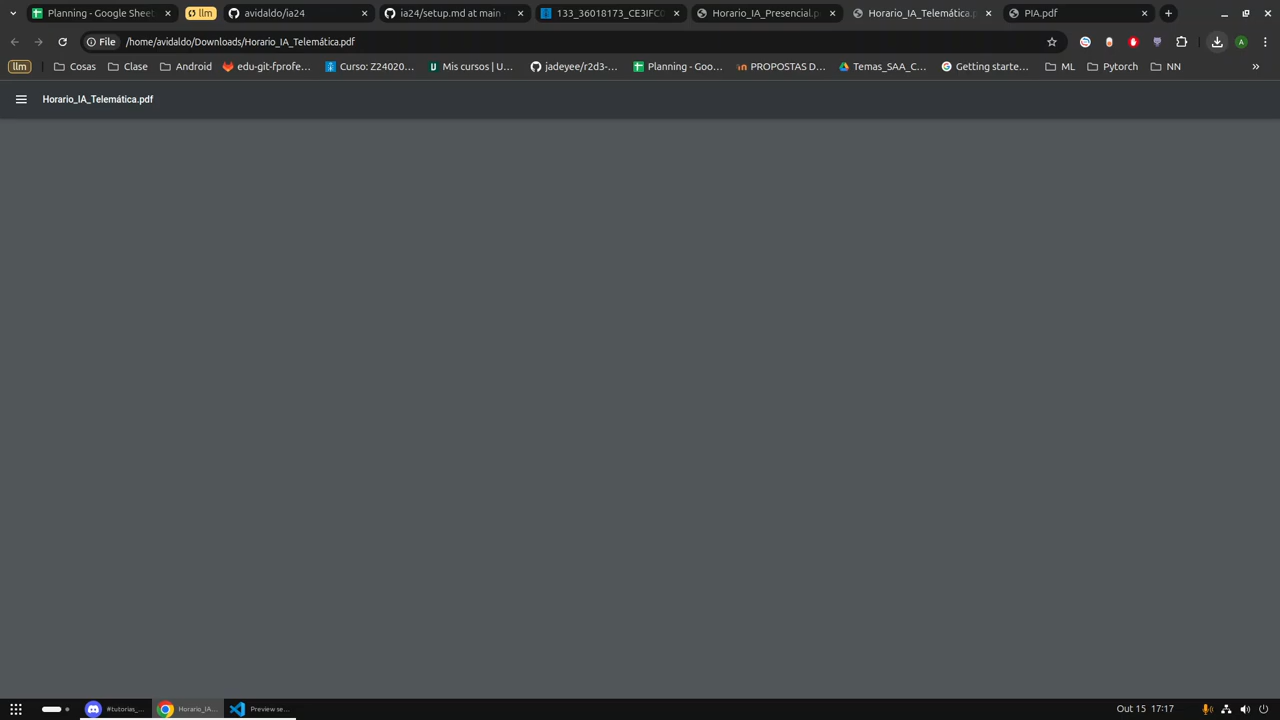 Planning - Google Sheet
llm
avidaldo/ia24
ia24/setup.md at main
133_36018173_CE3IFCD
Horario_IA_Presencial.p
Horario_IA_Telemática.p
PIA.pdf
File
/home/avidaldo/Downloads/Horario_IA_Telemática.pdf
A
llm
Cosas
Clase
Android
edu-git-fprofe...
Curso: Z24020...
Mis cursos | U...
jadeyee/r2d3-...
Planning - Goo...
PROPOSTAS D...
Temas_SAA_C...
Getting starte...
ML
Pytorch
NN
Horario_IA_Telemática.pdf
#tutorias_...
Horario_IA...
Preview se...
Out 15 17:17